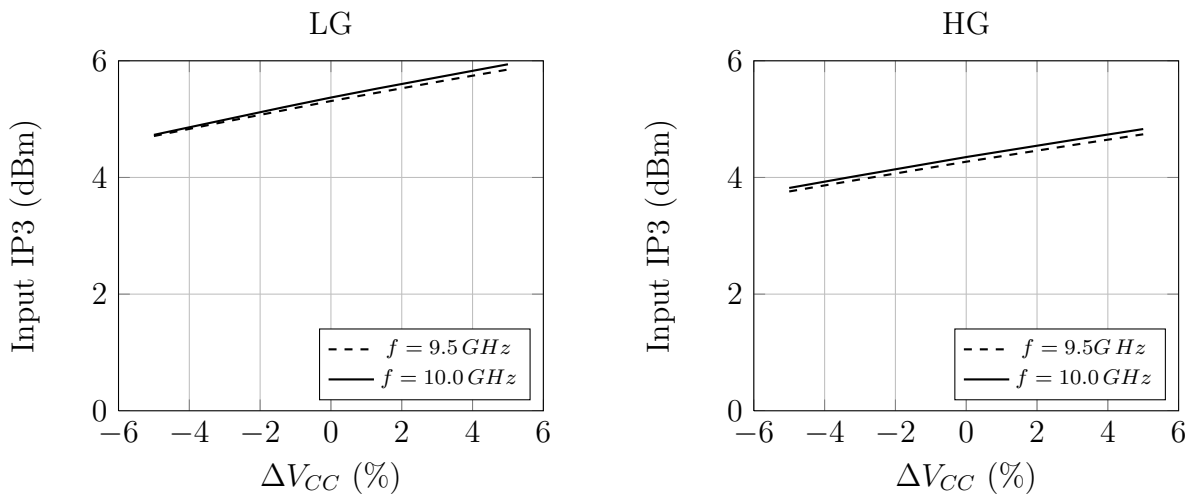 LG
Input IP3 (dBm)
6
4
2
0
−6 −4 −2 0 2 4 6
ΔV_CC (%)
f = 9.5 GHz
f = 10.0 GHz
HG
Input IP3 (dBm)
6
4
2
0
−6 −4 −2 0 2 4 6
ΔV_CC (%)
f = 9.5G Hz
f = 10.0 GHz